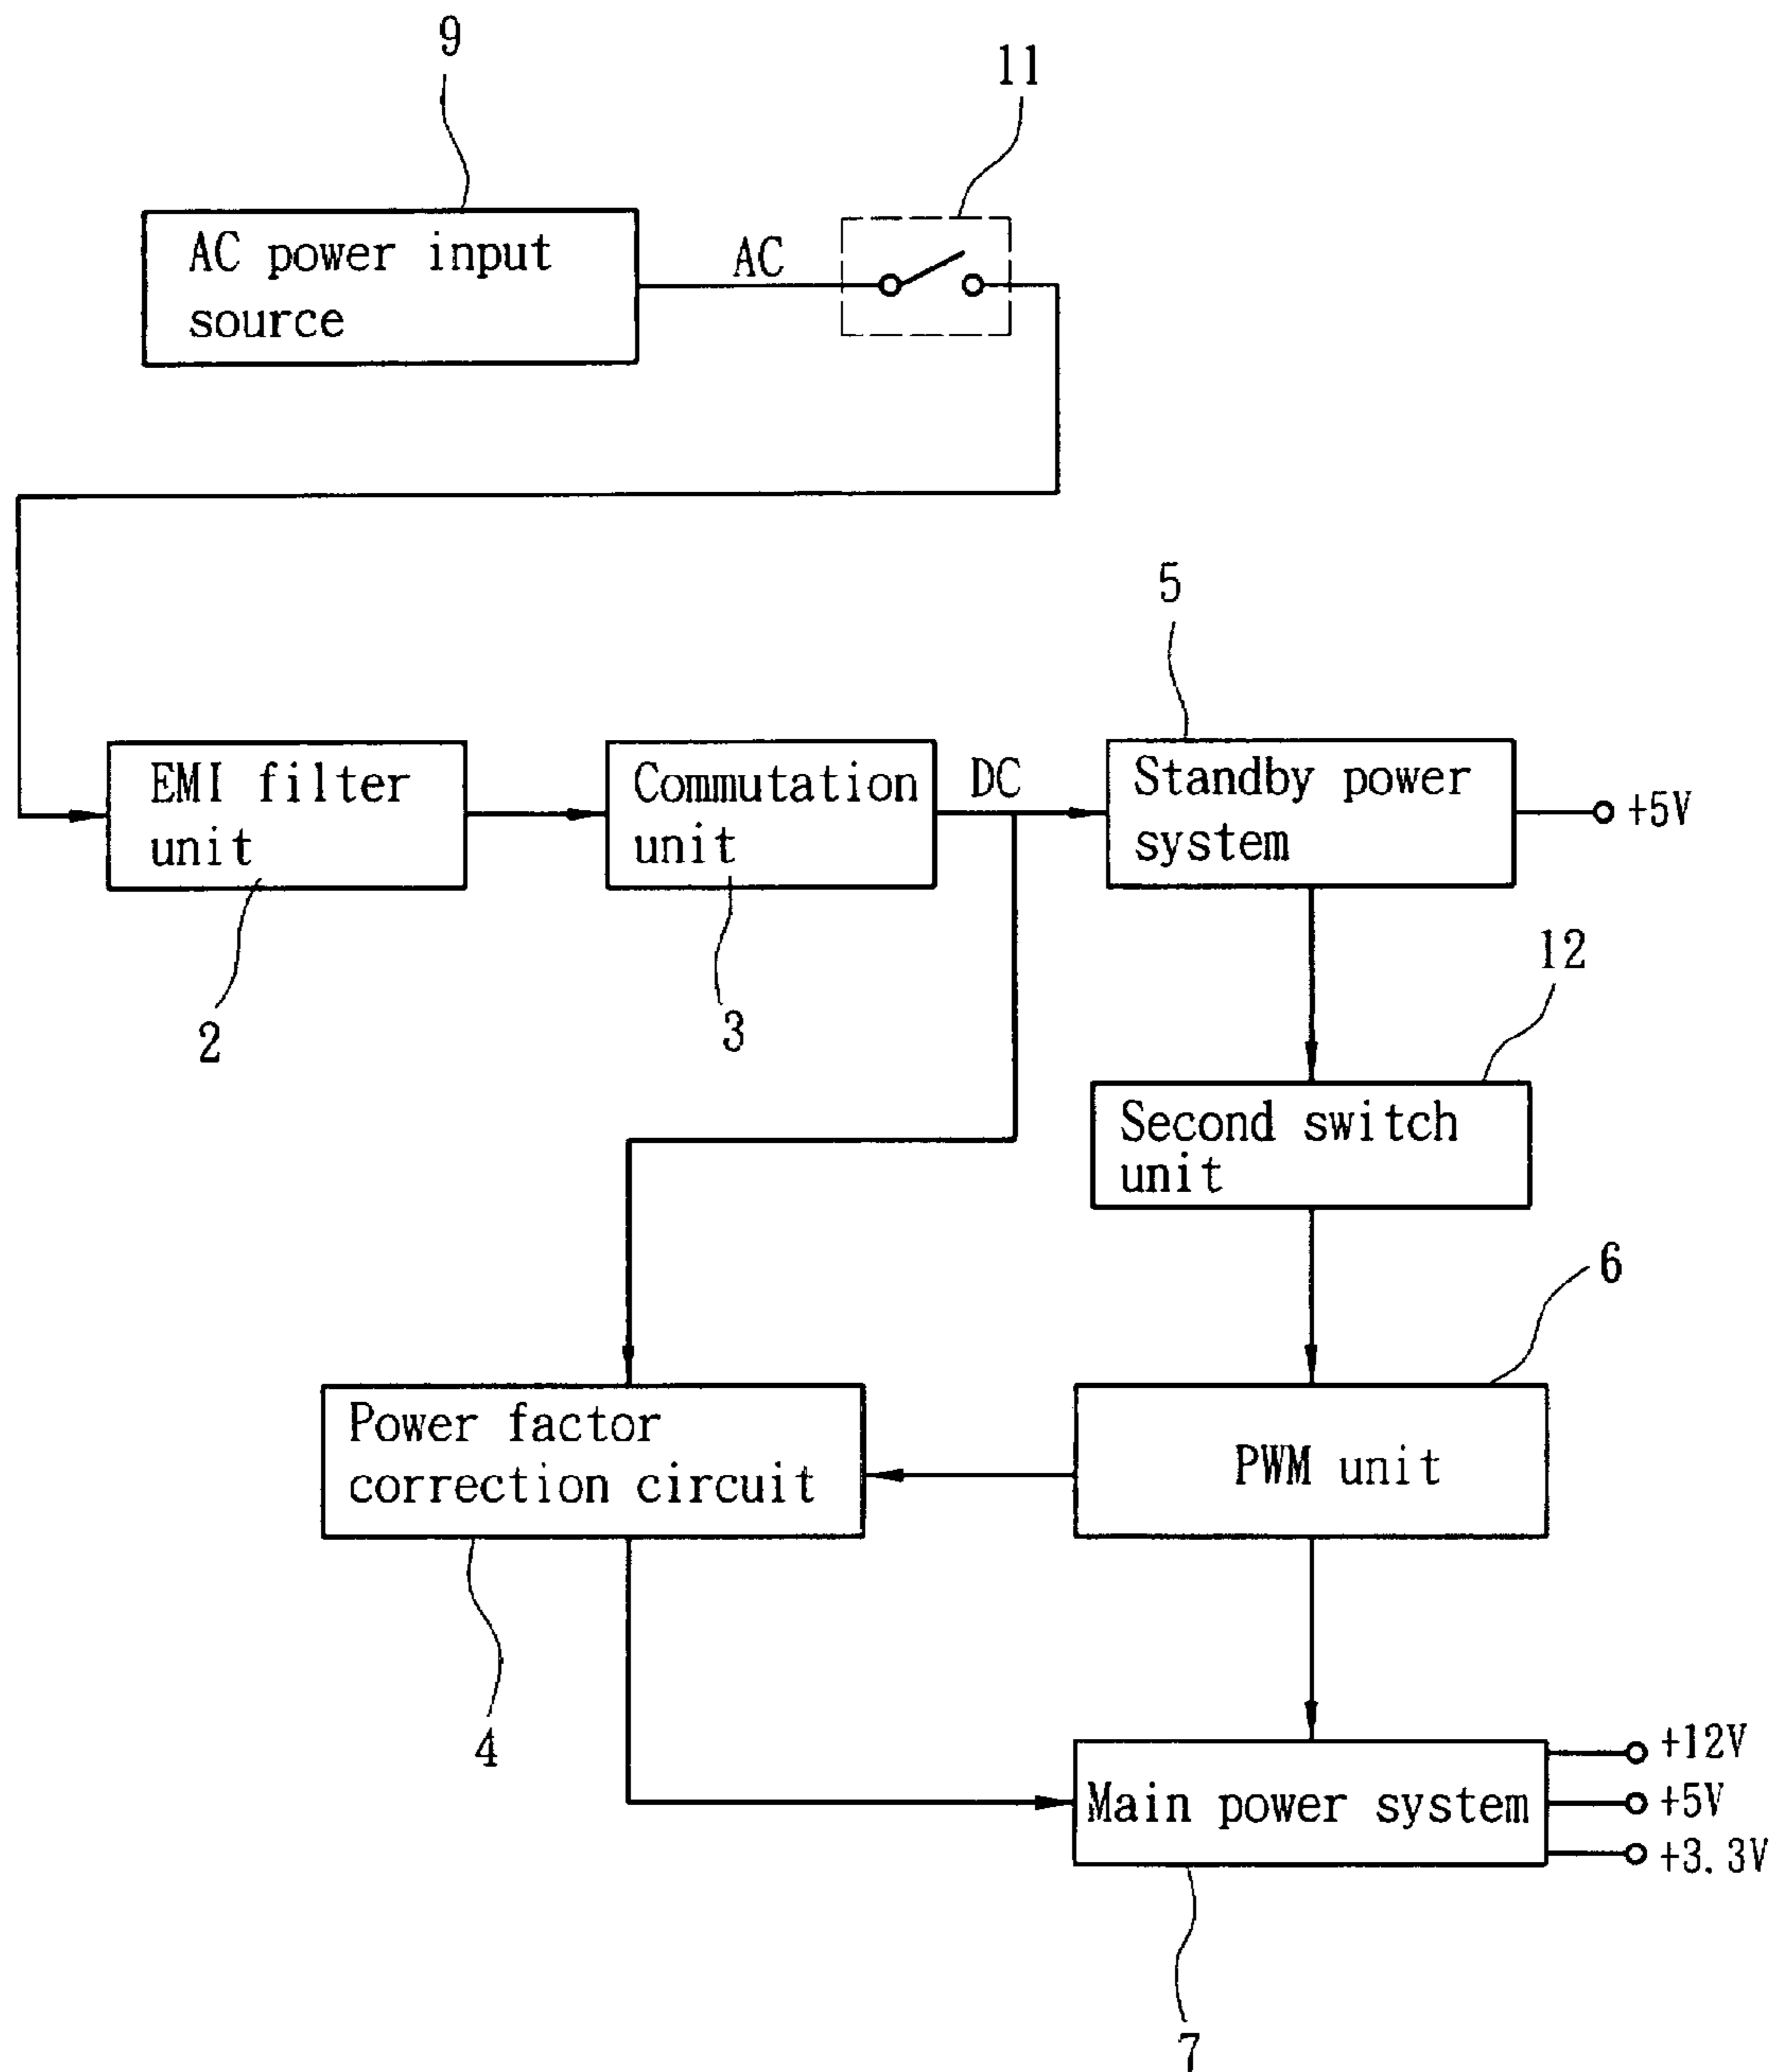 9
11
AC power input
source
AC
5
EMI filter
unit
Commutation
unit
DC
Standby power
system
+5V
2
3
12
Second switch
unit
6
Power factor
correction circuit
PWM unit
4
Main power system
+12V
+5V
+3.3V
7